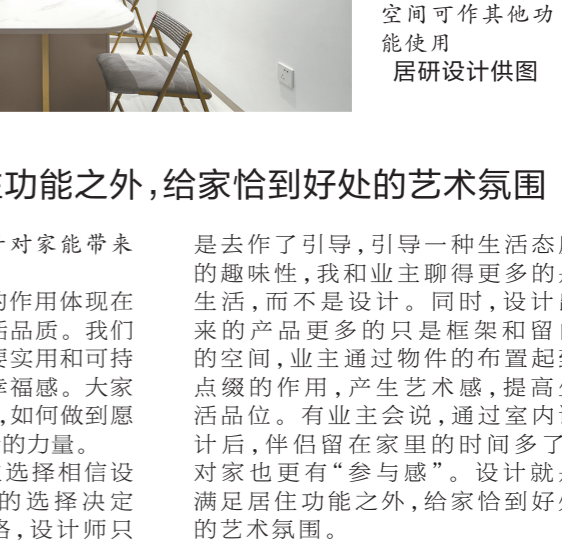 空间可作其他功
能使用
居研设计供图
功能之外,给家恰到好处的艺术氛围
对家能带来
的作用体现在
品质。我们
实用和可持
幸福感。大家
,如何做到愿
的力量。
选择相信设
的选择决定
,设计师只
是去作了引导,引导一种生活态
的趣味性,我和业主聊得更多的
生活,而不是设计。同时,设计
来的产品更多的只是框架和留
的空间,业主通过物件的布置起
点缀的作用,产生艺术感,提高
活品位。有业主会说,通过室内
计后,伴侣留在家里的时间多了
对家也更有“参与感”。设计就
满足居住功能之外,给家恰到好
的艺术氛围。